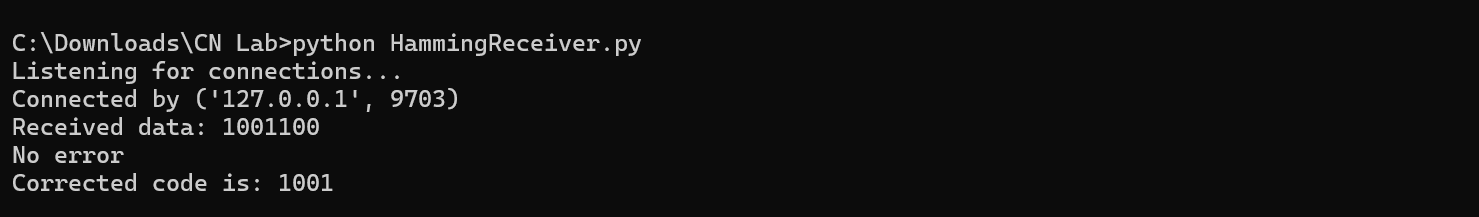 C:\Downloads\CN Lab>python HammingReceiver.py
Listening for connections...
Connected by ('127.0.0.1', 9703)
Received data: 1001100
No error
Corrected code is: 1001